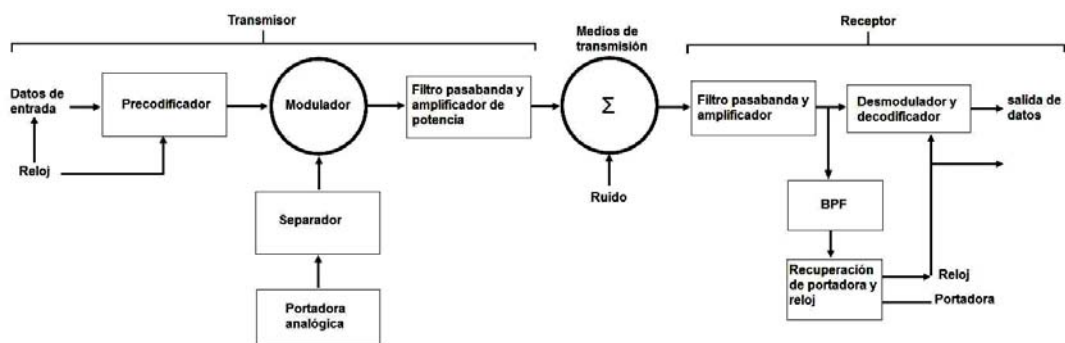 Transmisor
Datos de
entrada
Reloj
Precodificador
Modulador
Separador
Portadora
analógica
Filtro pasabanda y
amplificador de
potencia
Medios de
transmisión
Σ
Ruido
Receptor
Filtro pasabanda y
amplificador
Desmodulador y
decodificador
salida de
datos
BPF
Recuperación
de portadora y
reloj
Reloj
Portadora